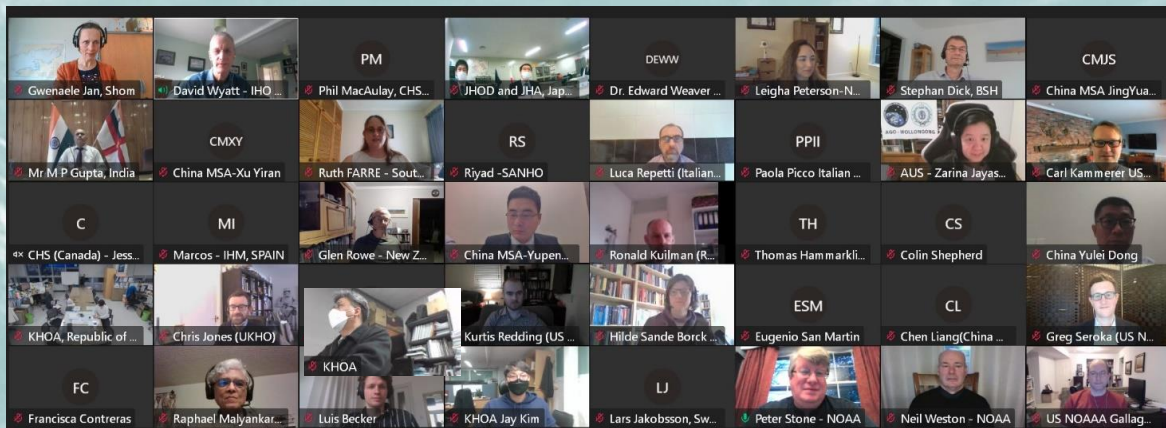 Gwenaele Jan, Shom
David Wyatt - IHO ...
PM
Phil MacAulay, CHS...
JHOD and JHA, Jap...
DEWW
Dr. Edward Weaver ...
Leigha Peterson-N...
Stephan Dick, BSH
CMJS
China MSA JingYua...
Mr M P Gupta, India
CMXY
China MSA-Xu Yiran
Ruth FARRE - Sout...
RS
Riyad -SANHO
Luca Repetti (Italian...
PPII
Paola Picco Italian ...
AGO - WOLLONGONG
AUS - Zarina Jayas...
Carl Kammerer US...
C
CHS (Canada) - Jess...
MI
Marcos - IHM, SPAIN
Glen Rowe - New Z...
China MSA-Yupen...
Ronald Kuilman (R...
TH
Thomas Hammarkli...
CS
Colin Shepherd
China Yulei Dong
KHOA, Republic of ...
Chris Jones (UKHO)
KHOA
Kurtis Redding (US ...
Hilde Sande Borck ...
ESM
Eugenio San Martin
CL
Chen Liang(China ...
Greg Seroka (US N...
FC
Francisca Contreras
Raphael Malyankar...
Luis Becker
KHOA Jay Kim
LJ
Lars Jakobsson, Sw...
Peter Stone - NOAA
Neil Weston - NOAA
US NOAAA Gallag...